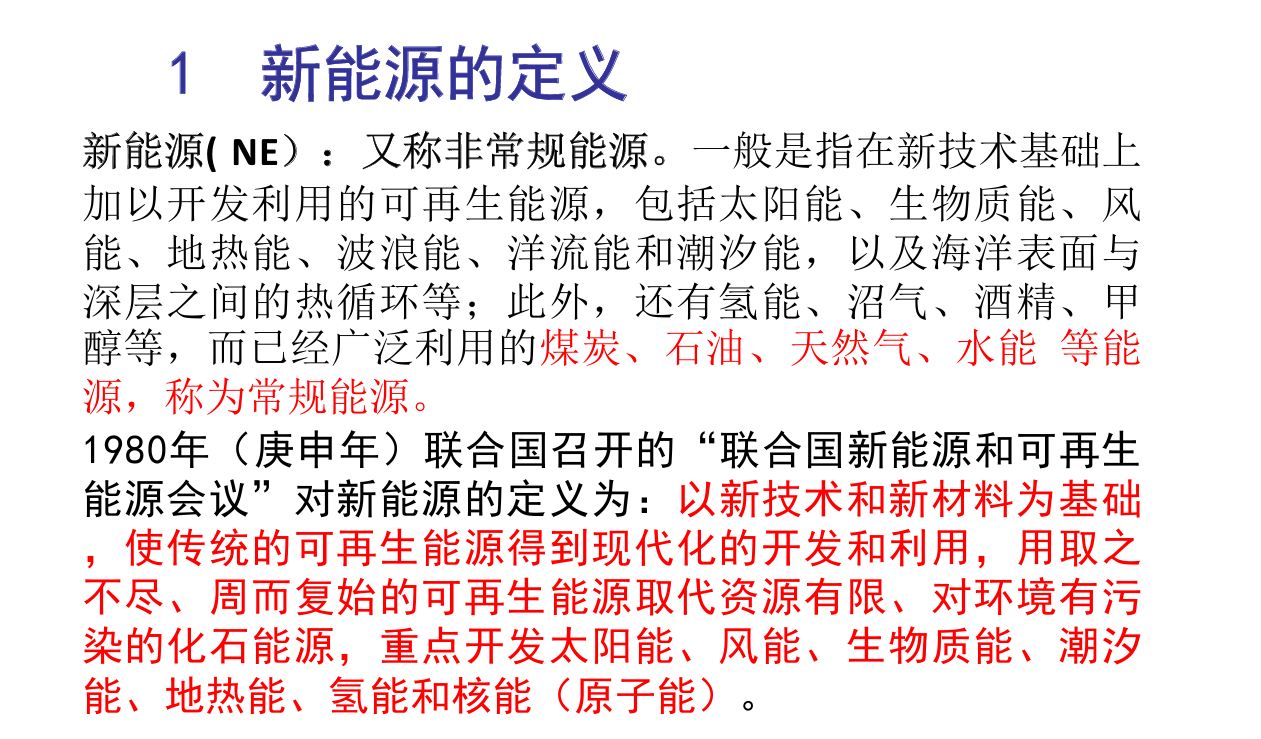 1 新能源的定义
新能源( NE）：又称非常规能源。一般是指在新技术基础上
加以开发利用的可再生能源，包括太阳能、生物质能、风
能、地热能、波浪能、洋流能和潮汐能，以及海洋表面与
深层之间的热循环等；此外，还有氢能、沼气、酒精、甲
醇等，而已经广泛利用的煤炭、石油、天然气、水能 等能
源，称为常规能源。
1980年（庚申年）联合国召开的“联合国新能源和可再生
能源会议”对新能源的定义为：以新技术和新材料为基础
，使传统的可再生能源得到现代化的开发和利用，用取之
不尽、周而复始的可再生能源取代资源有限、对环境有污
染的化石能源，重点开发太阳能、风能、生物质能、潮汐
能、地热能、氢能和核能（原子能）。